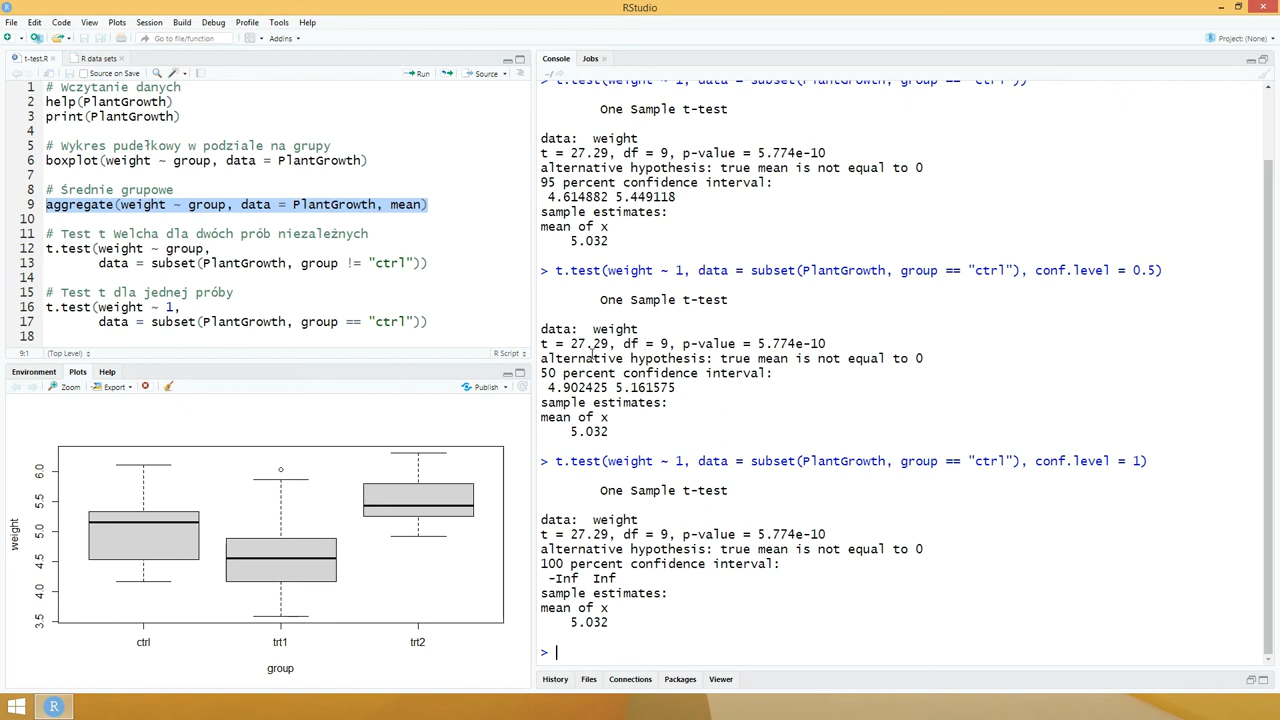 RStudio
File Edit Code View Plots Session Build Debug Profile Tools Help
Go to file/function Addins Project: (None)
t-test.R R data sets
Source on Save Run Source
1 # Wczytanie danych
2 help(PlantGrowth)
3 print(PlantGrowth)
4
5 # Wykres pudełkowy w podziale na grupy
6 boxplot(weight ~ group, data = PlantGrowth)
7
8 # Średnie grupowe
9 aggregate(weight ~ group, data = PlantGrowth, mean)
10
11 # Test t Welcha dla dwóch prób niezależnych
12 t.test(weight ~ group,
13 data = subset(PlantGrowth, group != "ctrl"))
14
15 # Test t dla jednej próby
16 t.test(weight ~ 1,
17 data = subset(PlantGrowth, group == "ctrl"))
18
9:1 (Top Level) R Script
Environment Plots Help
Zoom Export Publish
weight
6.0
5.5
5.0
4.5
4.0
3.5
ctrl trt1 trt2
group
Console Jobs
~/
> t.test(weight ~ 1, data = subset(PlantGrowth, group == "ctrl"))
One Sample t-test
data: weight
t = 27.29, df = 9, p-value = 5.774e-10
alternative hypothesis: true mean is not equal to 0
95 percent confidence interval:
4.614882 5.449118
sample estimates:
mean of x
5.032
> t.test(weight ~ 1, data = subset(PlantGrowth, group == "ctrl"), conf.level = 0.5)
One Sample t-test
data: weight
t = 27.29, df = 9, p-value = 5.774e-10
alternative hypothesis: true mean is not equal to 0
50 percent confidence interval:
4.902425 5.161575
sample estimates:
mean of x
5.032
> t.test(weight ~ 1, data = subset(PlantGrowth, group == "ctrl"), conf.level = 1)
One Sample t-test
data: weight
t = 27.29, df = 9, p-value = 5.774e-10
alternative hypothesis: true mean is not equal to 0
100 percent confidence interval:
-Inf Inf
sample estimates:
mean of x
5.032
>
History Files Connections Packages Viewer